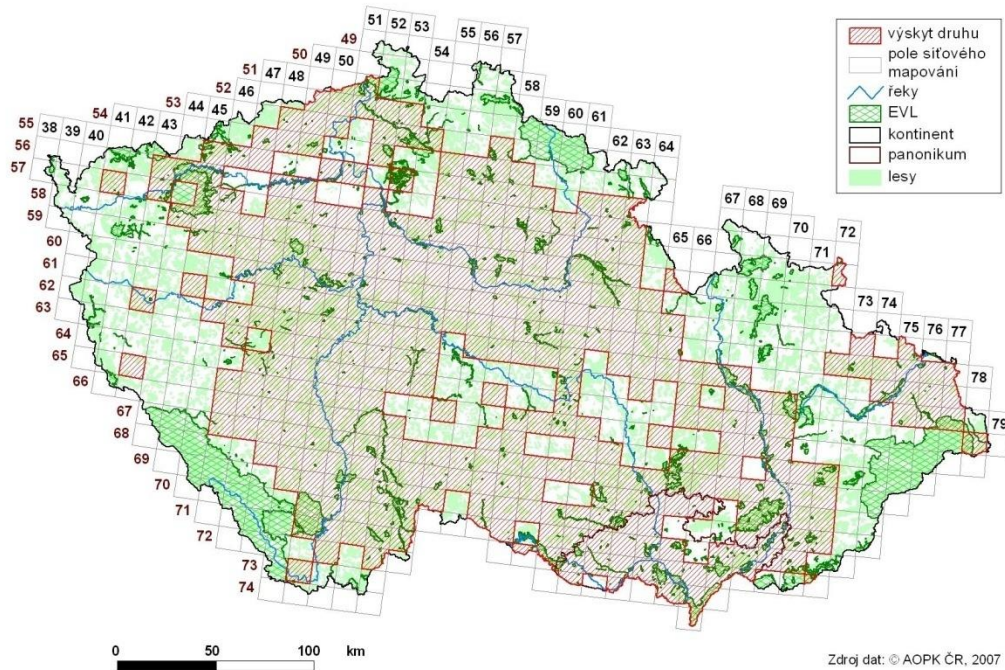 51 52 53
49 54 55 56 57
50 49 50 58
51 47 48 59 60 61
52 46 62 63 64
53 44 45
54 41 42 43
55 38 39 40
56
57
58
59
60
61
62
63
64
65
66
67
68
69
70
71
72
73
74
65 66
67 68 69
70
71
72
73 74
75 76 77
78
79
výskyt druhu
pole síťového
mapování
řeky
EVL
kontinent
panonikum
lesy
0 50 100 km
Zdroj dat: © AOPK ČR, 2007